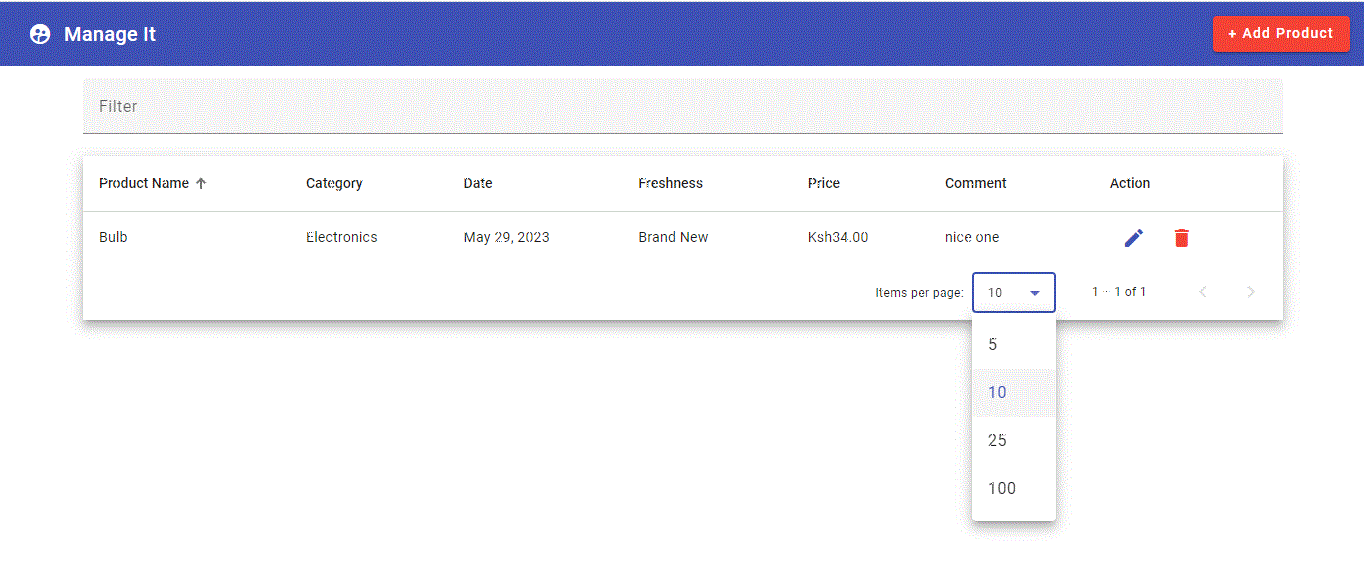 Manage It
+ Add Product
Filter
Product Name Category Date Freshness Price Comment Action
Bulb Electronics May 29, 2023 Brand New Ksh34.00 nice one
Items per page: 10 1 – 1 of 1
5
10
25
100